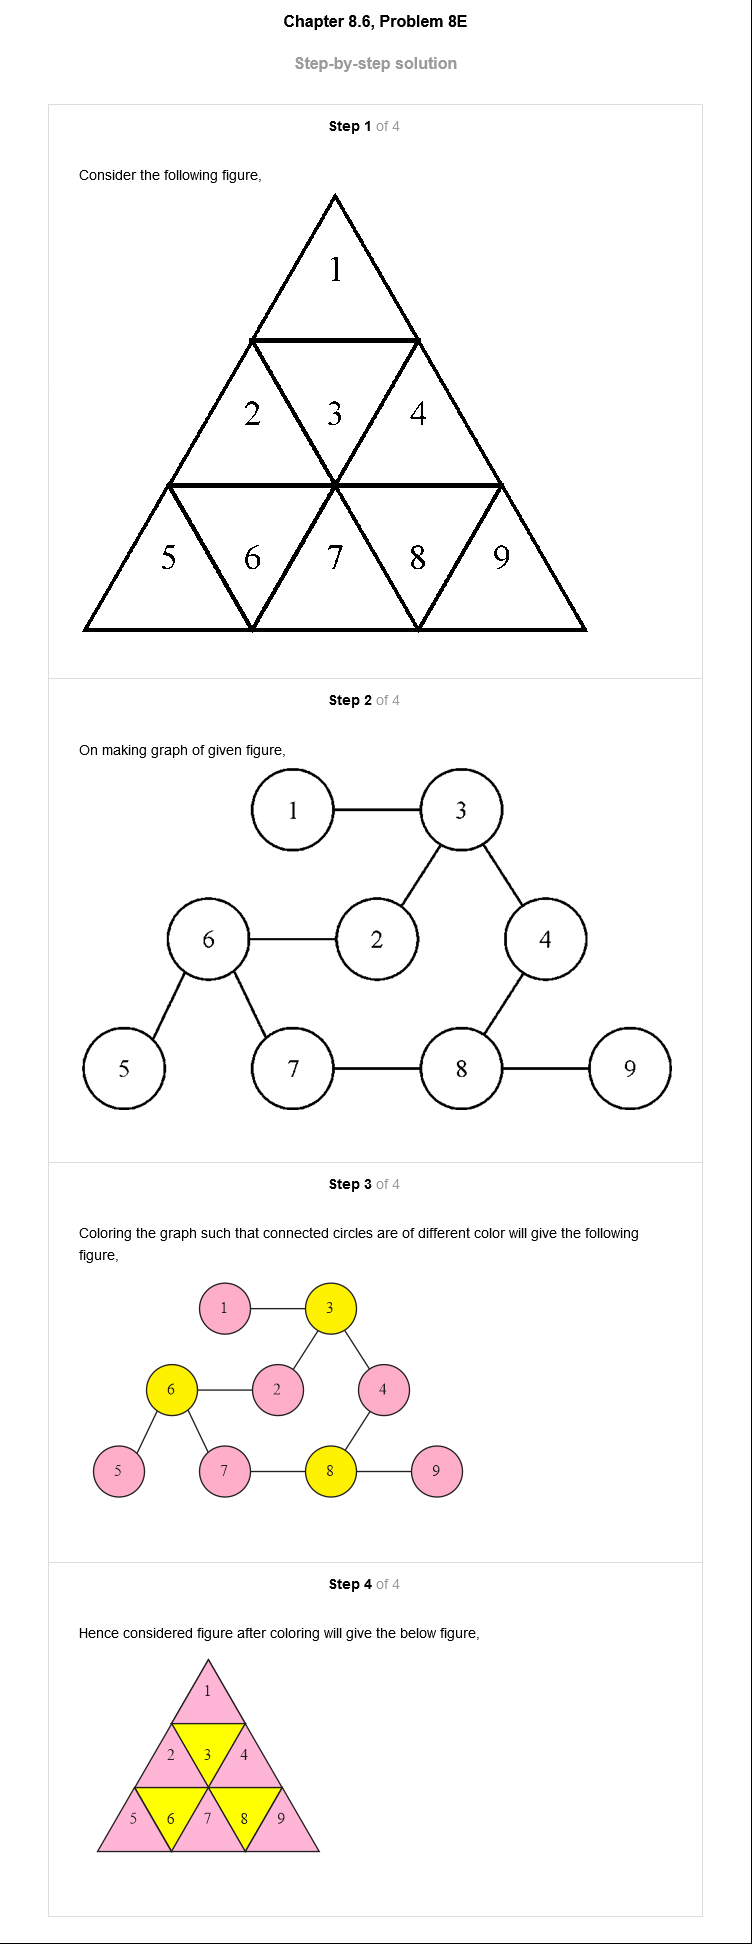 Chapter 8.6, Problem 8E
Step-by-step solution
Step 1 of 4
Consider the following figure,
1
2 3 4
5 6 7 8 9
Step 2 of 4
On making graph of given figure,
1 3
6 2 4
5 7 8 9
Step 3 of 4
Coloring the graph such that connected circles are of different color will give the following
figure,
1 3
6 2 4
5 7 8 9
Step 4 of 4
Hence considered figure after coloring will give the below figure,
1
2 3 4
5 6 7 8 9